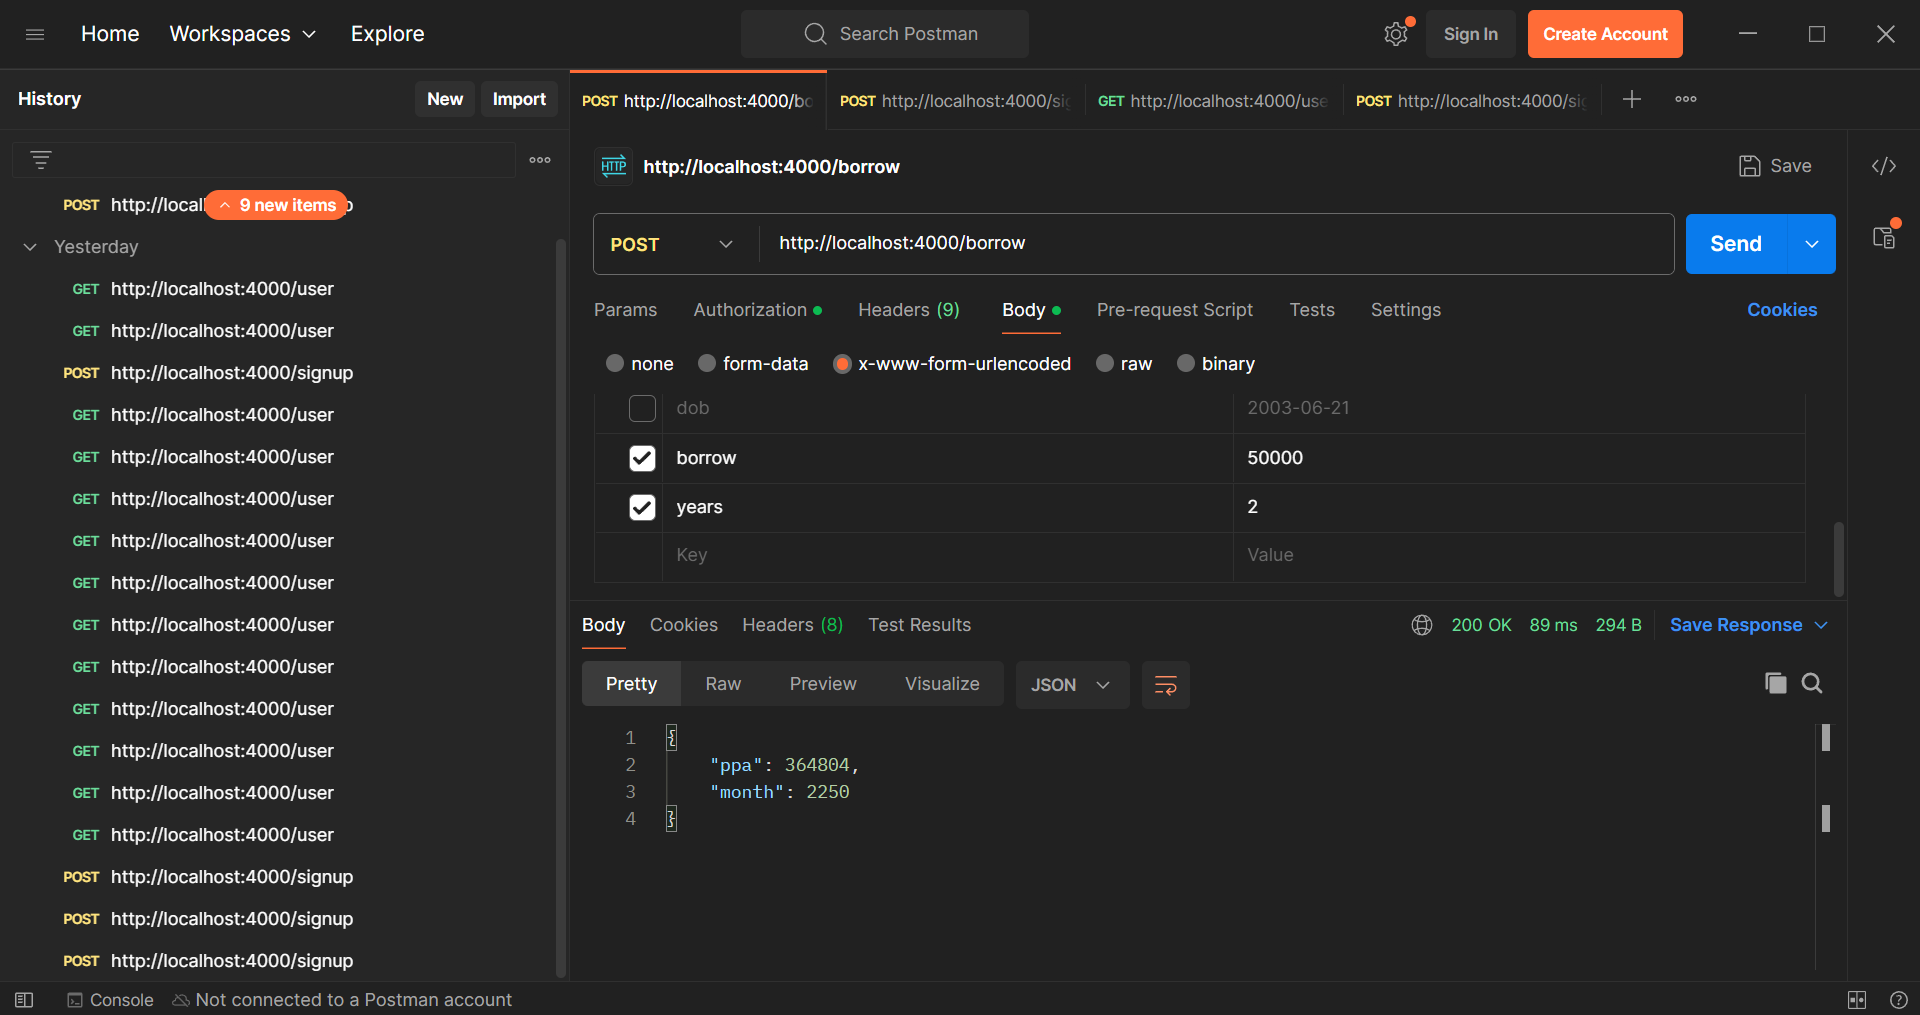 Home Workspaces Explore Search Postman Sign In Create Account
History New Import
POST http://localhost:4000/bo POST http://localhost:4000/sig GET http://localhost:4000/use POST http://localhost:4000/sig
HTTP http://localhost:4000/borrow Save
POST http://localhost:4000/borrow Send
Params Authorization Headers (9) Body Pre-request Script Tests Settings Cookies
none form-data x-www-form-urlencoded raw binary
dob 2003-06-21
borrow 50000
years 2
Key Value
POST http://local 9 new items p
Yesterday
GET http://localhost:4000/user
GET http://localhost:4000/user
POST http://localhost:4000/signup
GET http://localhost:4000/user
GET http://localhost:4000/user
GET http://localhost:4000/user
GET http://localhost:4000/user
GET http://localhost:4000/user
GET http://localhost:4000/user
GET http://localhost:4000/user
GET http://localhost:4000/user
GET http://localhost:4000/user
GET http://localhost:4000/user
GET http://localhost:4000/user
POST http://localhost:4000/signup
POST http://localhost:4000/signup
POST http://localhost:4000/signup
Body Cookies Headers (8) Test Results 200 OK 89 ms 294 B Save Response
Pretty Raw Preview Visualize JSON
1 {
2 "ppa": 364804,
3 "month": 2250
4 }
Console Not connected to a Postman account